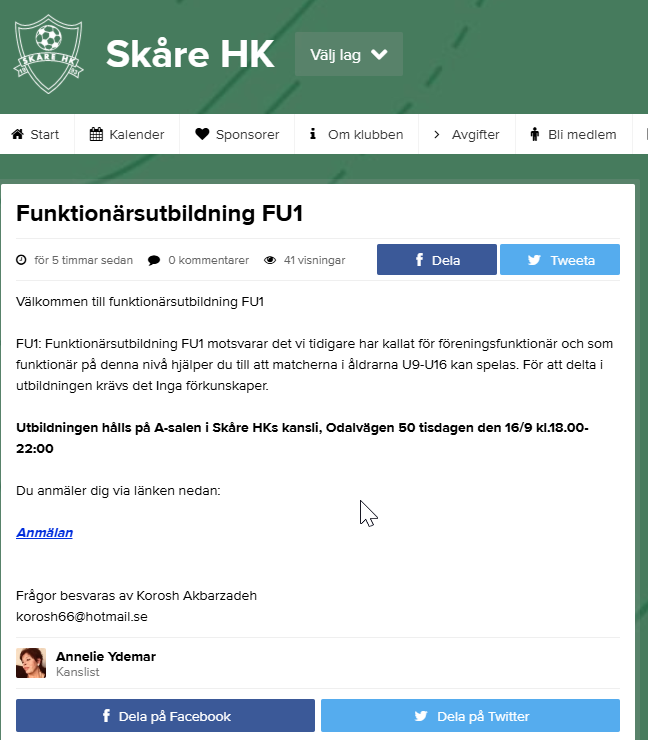 SKÅRE HK
Skåre HK
Välj lag
Start
Kalender
Sponsorer
Om klubben
Avgifter
Bli medlem
Funktionärsutbildning FU1
för 5 timmar sedan
0 kommentarer
41 visningar
Dela
Tweeta
Välkommen till funktionärsutbildning FU1
FU1: Funktionärsutbildning FU1 motsvarar det vi tidigare har kallat för föreningsfunktionär och som
funktionär på denna nivå hjälper du till att matcherna i åldrarna U9-U16 kan spelas. För att delta i
utbildningen krävs det Inga förkunskaper.
Utbildningen hålls på A-salen i Skåre HKs kansli, Odalvägen 50 tisdagen den 16/9 kl.18.00-
22:00
Du anmäler dig via länken nedan:
Anmälan
Frågor besvaras av Korosh Akbarzadeh
korosh66@hotmail.se
Annelie Ydemar
Kanslist
Dela på Facebook
Dela på Twitter